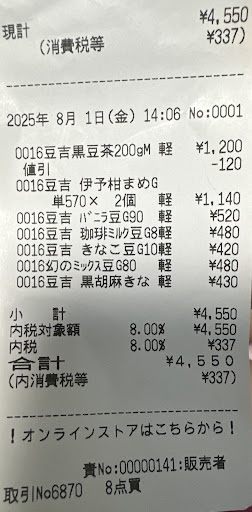 現計 ¥4,550
(消費税等 ¥337)
2025年 8月 1日(金) 14:06 No:0001
0016豆吉黒豆茶200gM 軽 ¥1,200
値引 -120
0016豆吉 伊予柑まめG
単570× 2個 軽 ¥1,140
0016豆吉 バニラ豆G90 軽 ¥520
0016豆吉 珈琲ミルク豆G8軽 ¥480
0016豆吉 きなこ豆G10軽 ¥420
0016幻のミックス豆G80 軽 ¥480
0016豆吉 黒胡麻きな 軽 ¥430
小 計 ¥4,550
内税対象額 8.00% ¥4,550
内税 8.00% ¥337
合計 ¥4,550
(内消費税等 ¥337)
!オンラインストアはこちらから!
責No:00000141:販売者
取引No6870 8点買